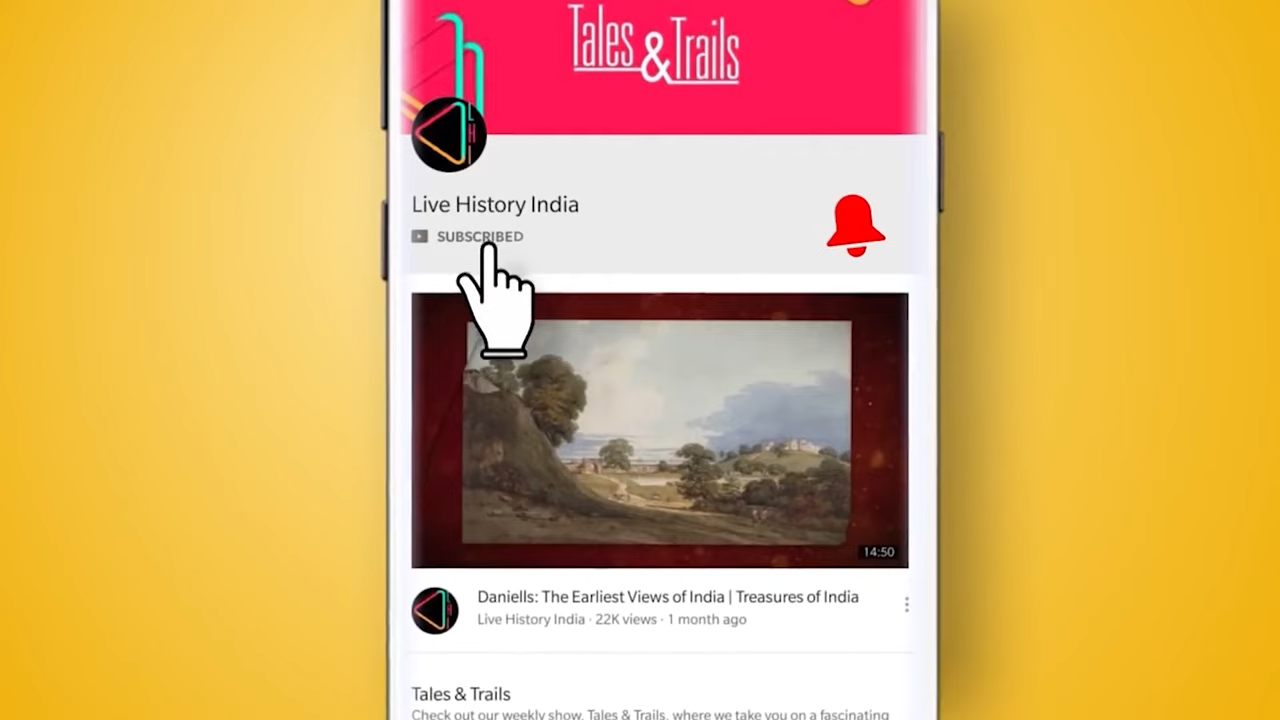 Tales & Trails
Live History India
SUBSCRIBED
14:50
Daniells: The Earliest Views of India | Treasures of India
Live History India · 22K views · 1 month ago
Tales & Trails
Check out our weekly show, Tales & Trails, where we take you on a fascinating